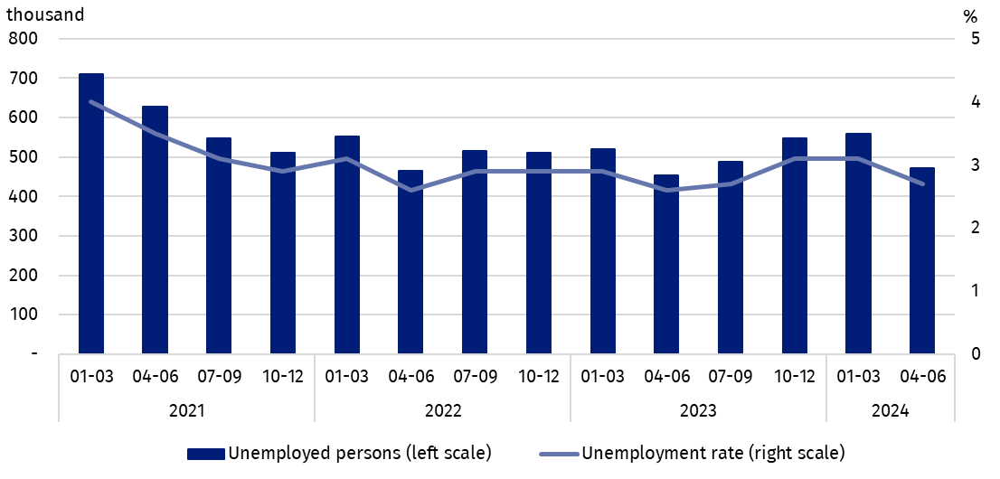 thousand %
800 5
700
600 4
500
400 3
300 2
200
100 1
- 0
01-03 04-06 07-09 10-12 01-03 04-06 07-09 10-12 01-03 04-06 07-09 10-12 01-03 04-06
2021 2022 2023 2024
Unemployed persons (left scale) Unemployment rate (right scale)